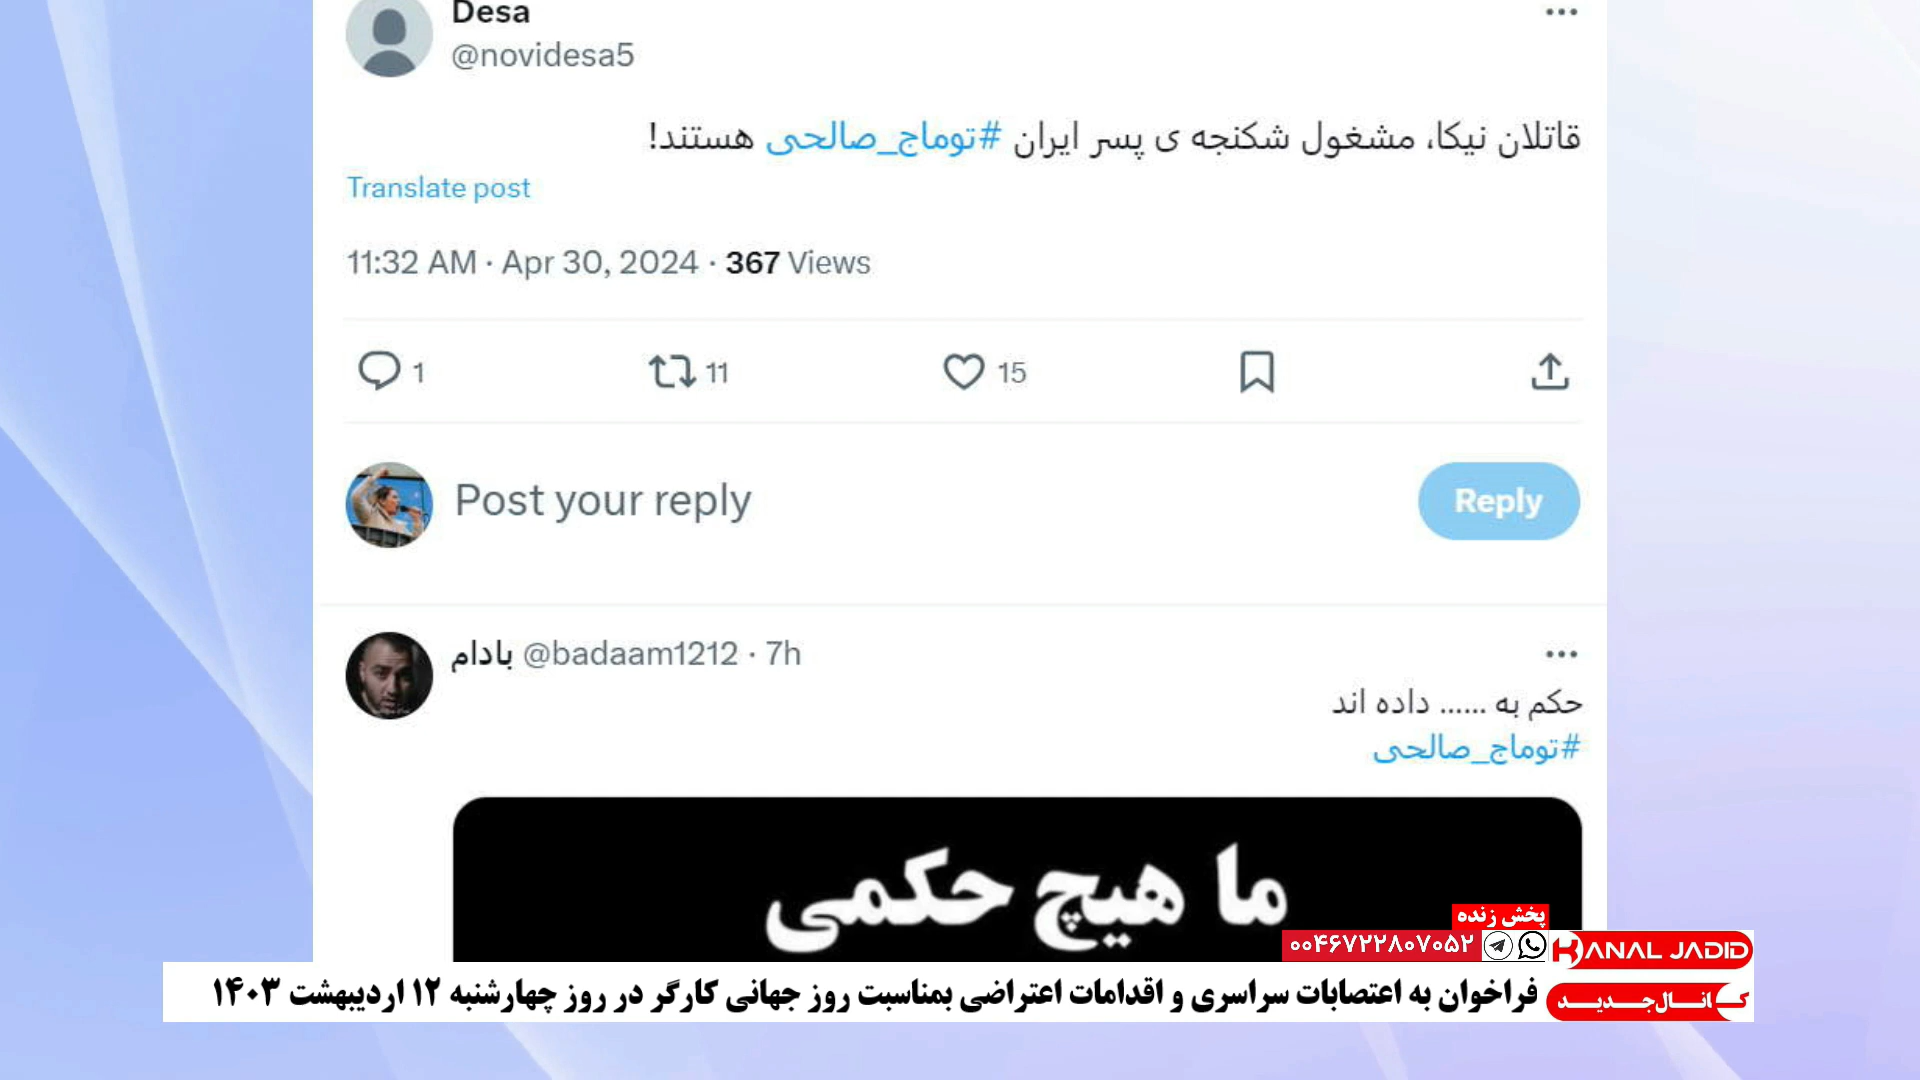 Desa
@novidesa5
قاتلان نیکا، مشغول شکنجه ی پسر ایران #توماج_صالحی هستند!
Translate post
11:32 AM · Apr 30, 2024 · 367 Views
1 11 15
Post your reply
Reply
بادام @badaam1212 · 7h
حکم به ...... داده اند
#توماج_صالحی
ما هیچ حکمی
پخش زنده
۰۰۴۶۷۲۲۸۰۷۰۵۲
KANAL JADID
فراخوان به اعتصابات سراسری و اقدامات اعتراضی بمناسبت روز جهانی کارگر در روز چهارشنبه ۱۲ اردیبهشت ۱۴۰۳
کانال جدید